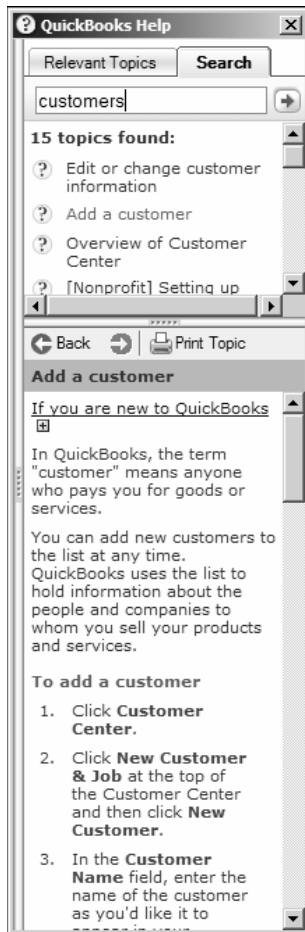 QuickBooks Help
Relevant Topics Search
customers
15 topics found:
Edit or change customer
information
Add a customer
Overview of Customer
Center
[Nonprofit] Setting up
Back Print Topic
Add a customer
If you are new to QuickBooks
In QuickBooks, the term
"customer" means anyone
who pays you for goods or
services.
You can add new customers to
the list at any time.
QuickBooks uses the list to
hold information about the
people and companies to
whom you sell your products
and services.
To add a customer
1. Click Customer
Center.
2. Click New Customer
& Job at the top of
the Customer Center
and then click New
Customer.
3. In the Customer
Name field, enter the
name of the customer
as you'd like it to